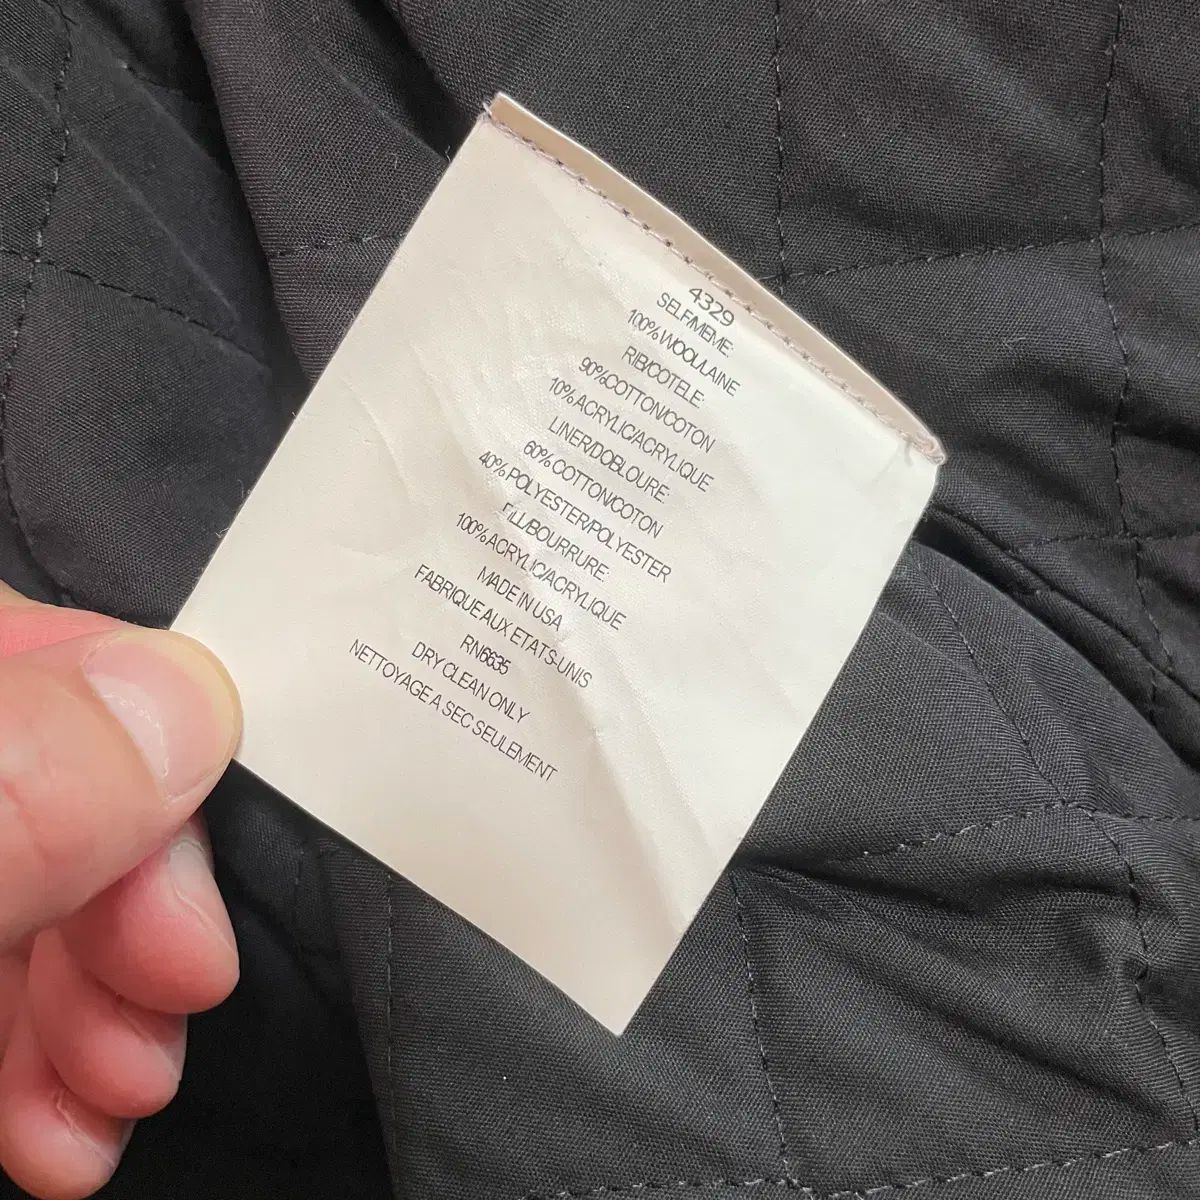 4329
SELF/MEME:
100% WOOL/LAINE
RIB/COTELE:
90% COTTON/COTON
10% ACRYLIC/ACRYLIQUE
LINER/DOBLOURE:
60% COTTON/COTON
40% POLYESTER/POLYESTER
FILL/BOURRURE:
100% ACRYLIC/ACRYLIQUE
MADE IN USA
FABRIQUE AUX ETATS-UNIS
RN6635
DRY CLEAN ONLY
NETTOYAGE A SEC SEULEMENT